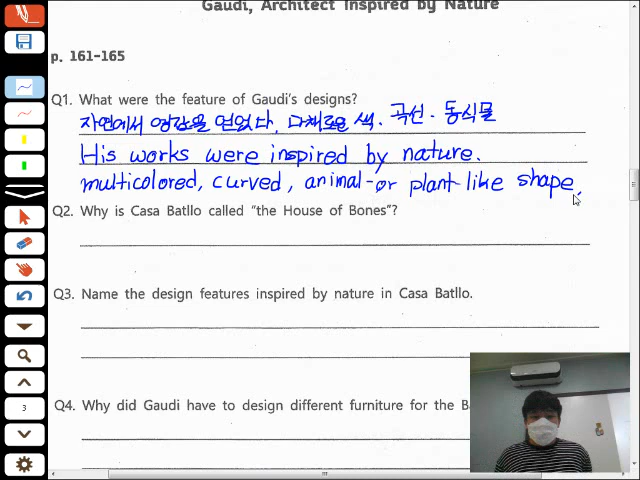 Gaudi, Architect Inspired by Nature
p. 161-165
Q1. What were the feature of Gaudi's designs?
자연에서 영감을 얻었다, 다채로운 색. 곡선. 동식물
His works were inspired by nature.
multicolored, curved, animal-or plant-like shape.
Q2. Why is Casa Batllo called "the House of Bones"?
Q3. Name the design features inspired by nature in Casa Batllo.
Q4. Why did Gaudi have to design different furniture for the
3